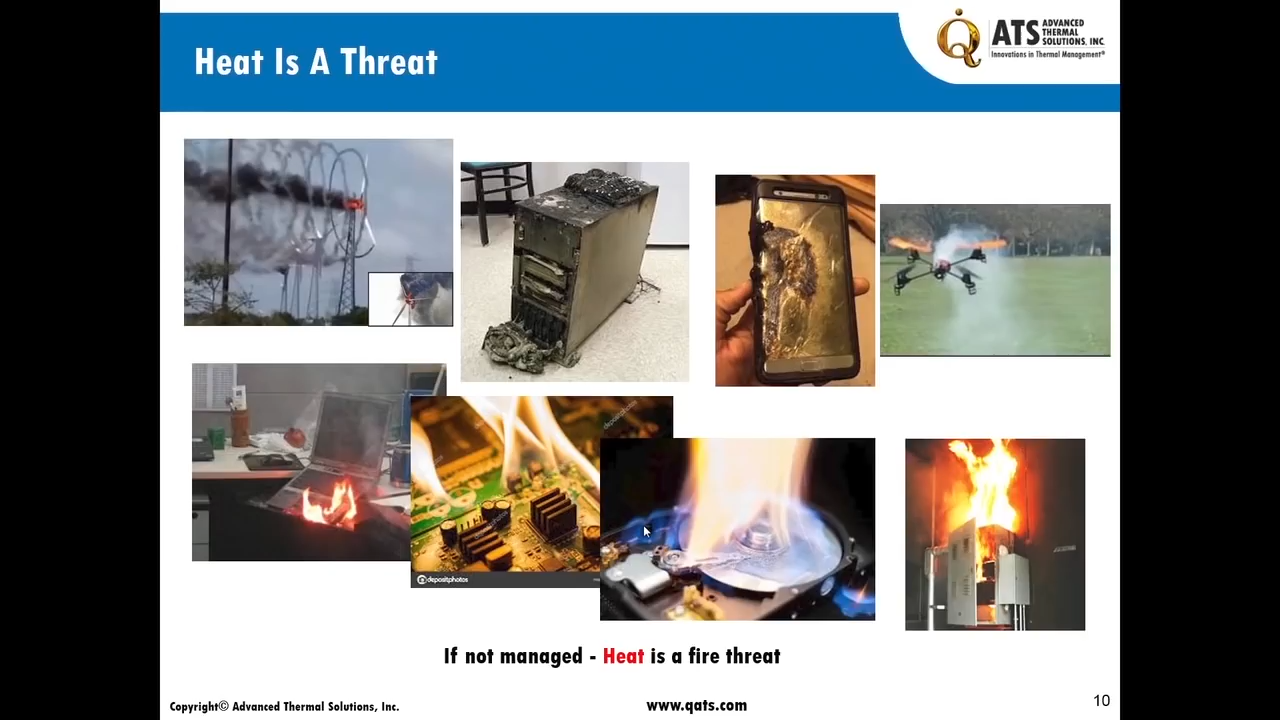 Heat Is A Threat
ATS ADVANCED
THERMAL
SOLUTIONS, INC.
Innovations in Thermal Management®
depositphotos
If not managed - Heat is a fire threat
Copyright© Advanced Thermal Solutions, Inc.
www.qats.com
10